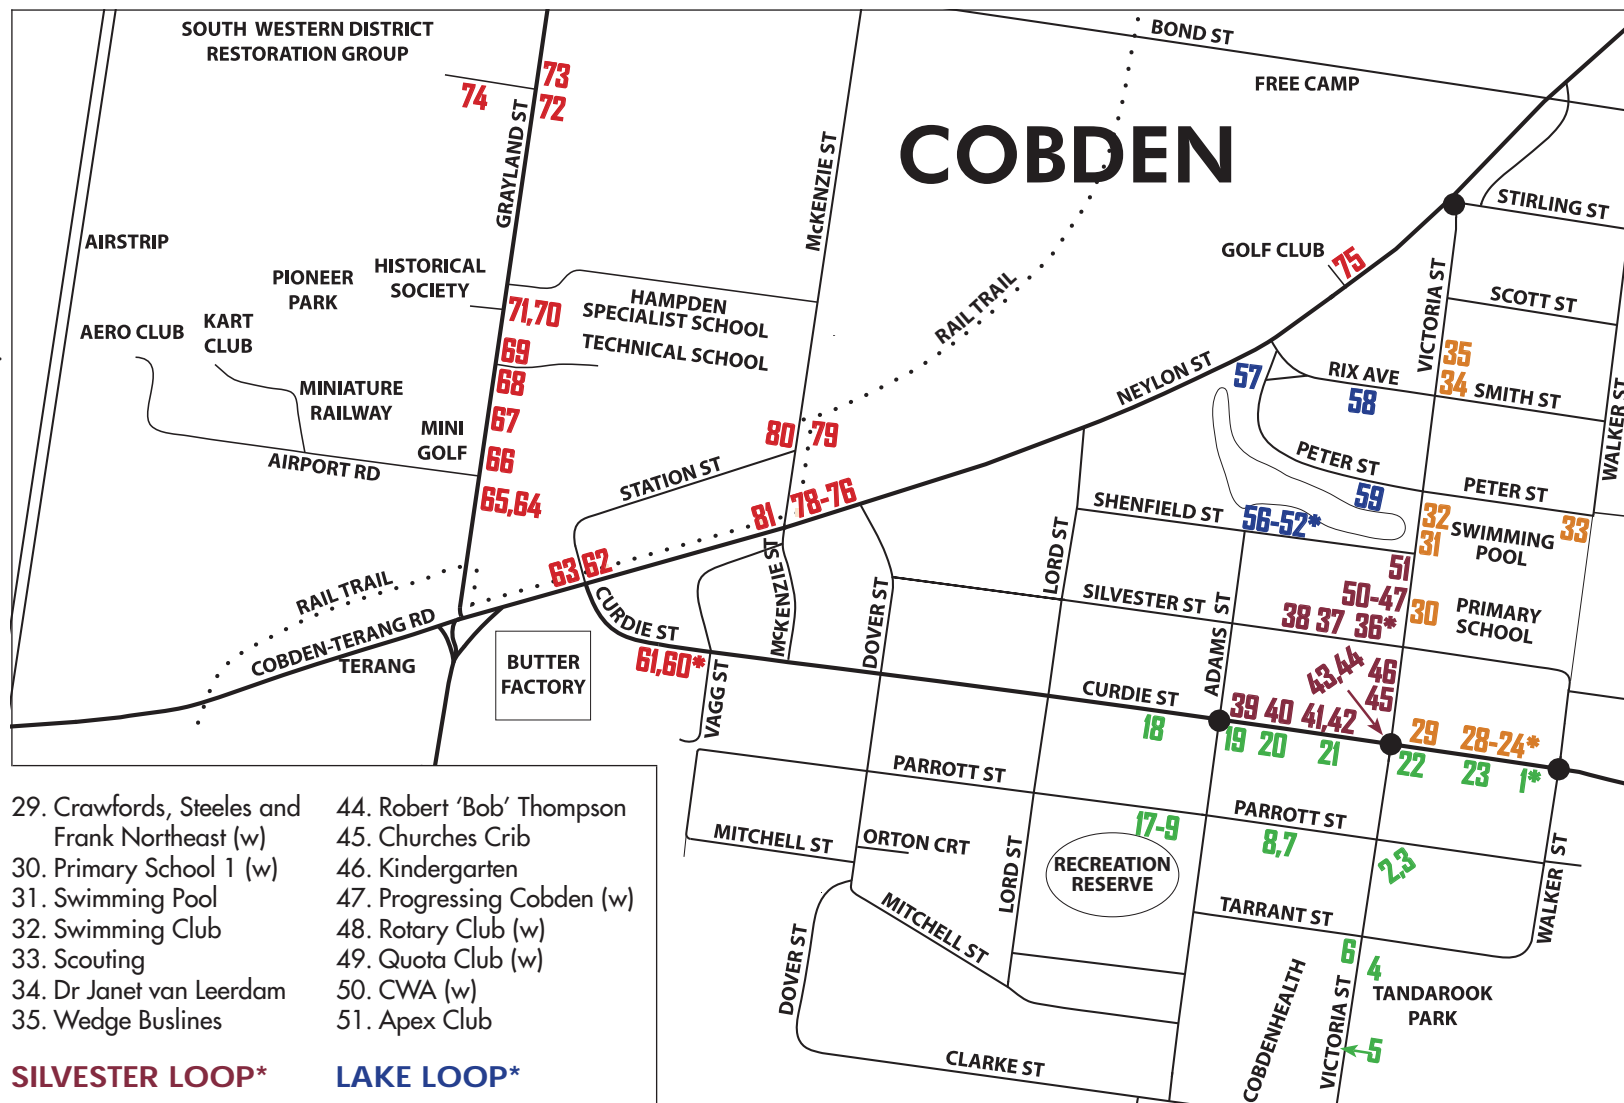 SOUTH WESTERN DISTRICT
RESTORATION GROUP
73
74
72
GRAYLAND ST
McKENZIE ST
BOND ST
FREE CAMP
COBDEN
STIRLING ST
AIRSTRIP
PIONEER
PARK
HISTORICAL
SOCIETY
GOLF CLUB
75
VICTORIA ST
SCOTT ST
AERO CLUB
KART
CLUB
71,70
HAMPDEN
SPECIALIST SCHOOL
TECHNICAL SCHOOL
RAIL TRAIL
69
68
MINIATURE
RAILWAY
67
MINI
GOLF
66
AIRPORT RD
65,64
NEYLON ST
57
RIX AVE
58
35
34
SMITH ST
WALKER ST
80
79
STATION ST
81
78-76
PETER ST
59
PETER ST
SHENFIELD ST
56-52*
32
31
SWIMMING
POOL
33
RAIL TRAIL
63
62
McKENZIE ST
LORD ST
51
50-47
38 37 36*
30
PRIMARY
SCHOOL
SILVESTER ST
ADAMS ST
DOVER ST
COBDEN-TERANG RD
TERANG
BUTTER
FACTORY
CURDIE ST
61,60*
VAGG ST
43,44
46
45
CURDIE ST
39 40 41,42
29
28-24*
18
19
20
21
22
23
1*
PARROTT ST
PARROTT ST
MITCHELL ST
ORTON CRT
17-9
8,7
2,3
RECREATION
RESERVE
LORD ST
WALKER ST
MITCHELL ST
TARRANT ST
DOVER ST
6
4
TANDAROOK
PARK
COBDENHEALTH
VICTORIA ST
5
CLARKE ST
29. Crawfords, Steeles and
Frank Northeast (w)
30. Primary School 1 (w)
31. Swimming Pool
32. Swimming Club
33. Scouting
34. Dr Janet van Leerdam
35. Wedge Buslines
SILVESTER LOOP*
44. Robert ‘Bob’ Thompson
45. Churches Crib
46. Kindergarten
47. Progressing Cobden (w)
48. Rotary Club (w)
49. Quota Club (w)
50. CWA (w)
51. Apex Club
LAKE LOOP*